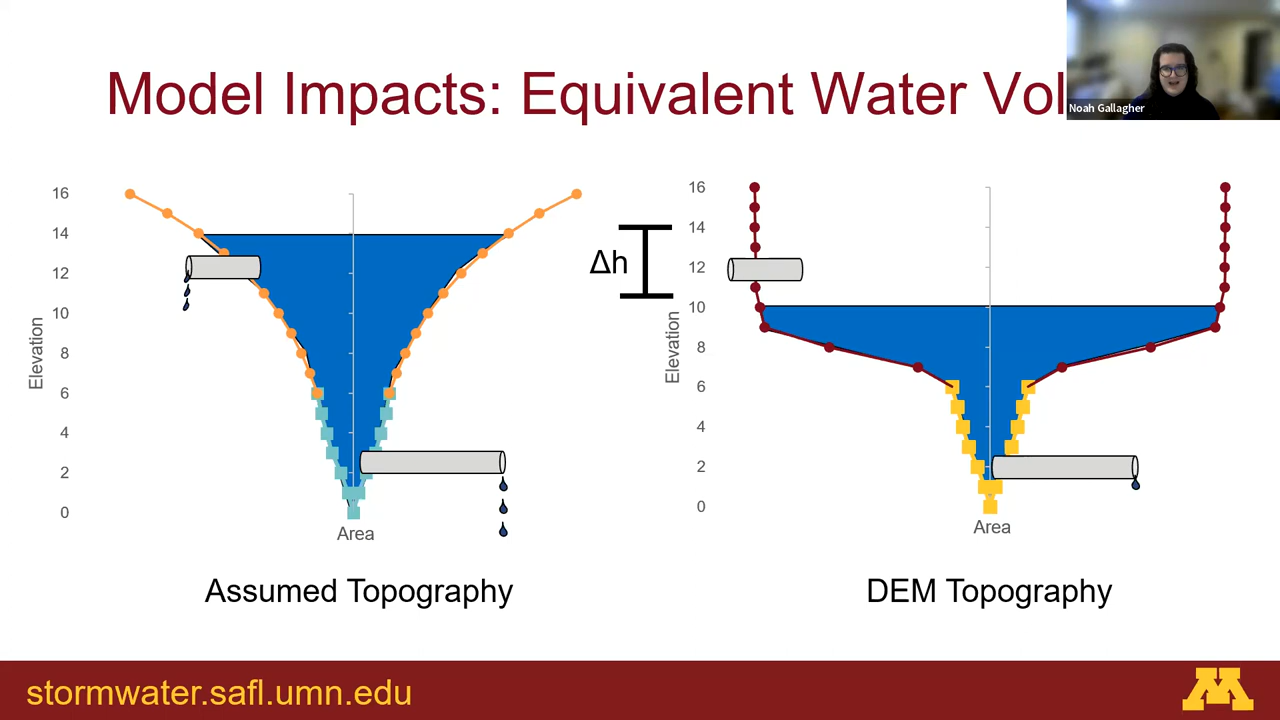 Model Impacts: Equivalent Water Vol
Noah Gallagher
16
14
12
10
8
6
4
2
0
Elevation
Area
Δh
16
14
12
10
8
6
4
2
0
Elevation
Area
Assumed Topography
DEM Topography
stormwater.safl.umn.edu
M